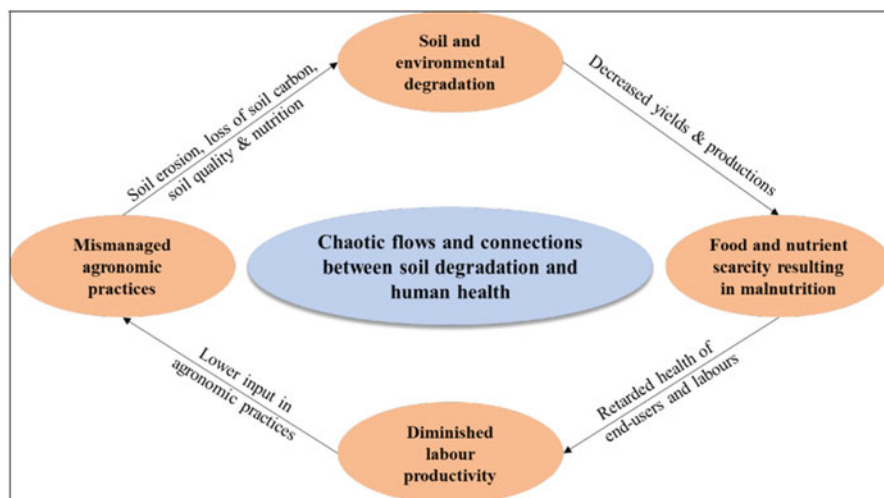 Soil and
environmental
degradation
Soil erosion, loss of soil carbon,
soil quality & nutrition
Decreased yields & productions
Mismanaged
agronomic
practices
Chaotic flows and connections
between soil degradation and
human health
Food and nutrient
scarcity resulting
in malnutrition
Lower input in
agronomic practices
Retarded health of
end-users and labours
Diminished
labour
productivity